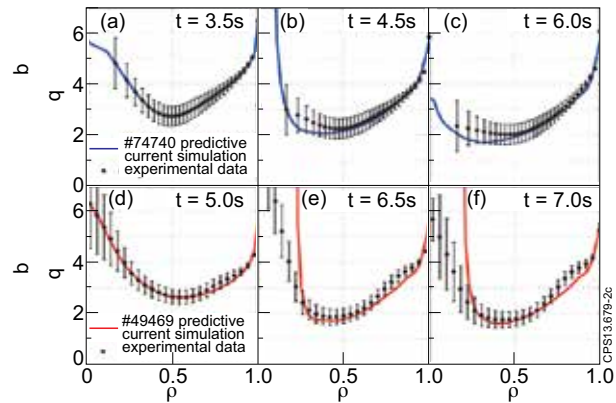 (a) t = 3.5s (b) t = 4.5s (c) t = 6.0s
6
b
4
q
2
#74740 predictive
current simulation
experimental data
0
(d) t = 5.0s (e) t = 6.5s (f) t = 7.0s
6
b
4
q
2
#49469 predictive
current simulation
experimental data
0
0 0.5 1.0 0.5 1.0 0.5 1.0
ρ ρ ρ
CPS13.679-2c